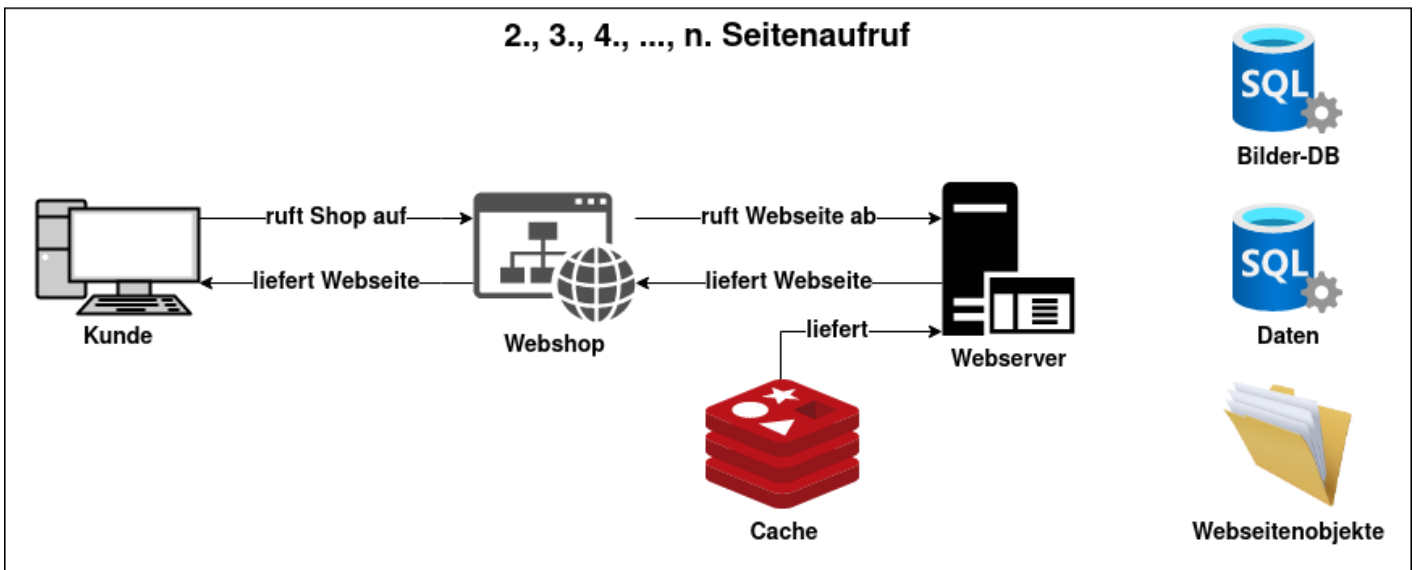 2., 3., 4., ..., n. Seitenaufruf
SQL
Bilder-DB
ruft Shop auf
ruft Webseite ab
liefert Webseite
liefert Webseite
SQL
Kunde
Webshop
liefert
Webserver
Daten
Cache
Webseitenobjekte